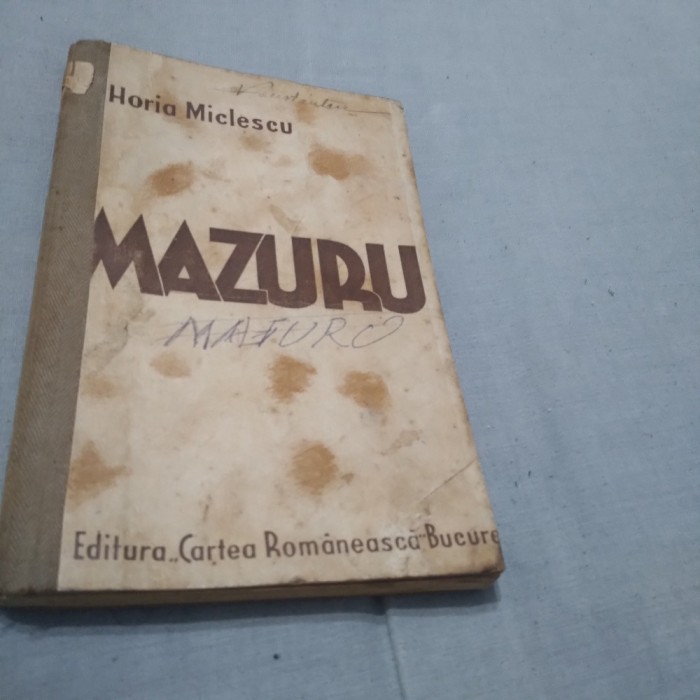 Horia Miclescu
MAZURU
MAZURO
Editura „Cartea Românească” Bucure